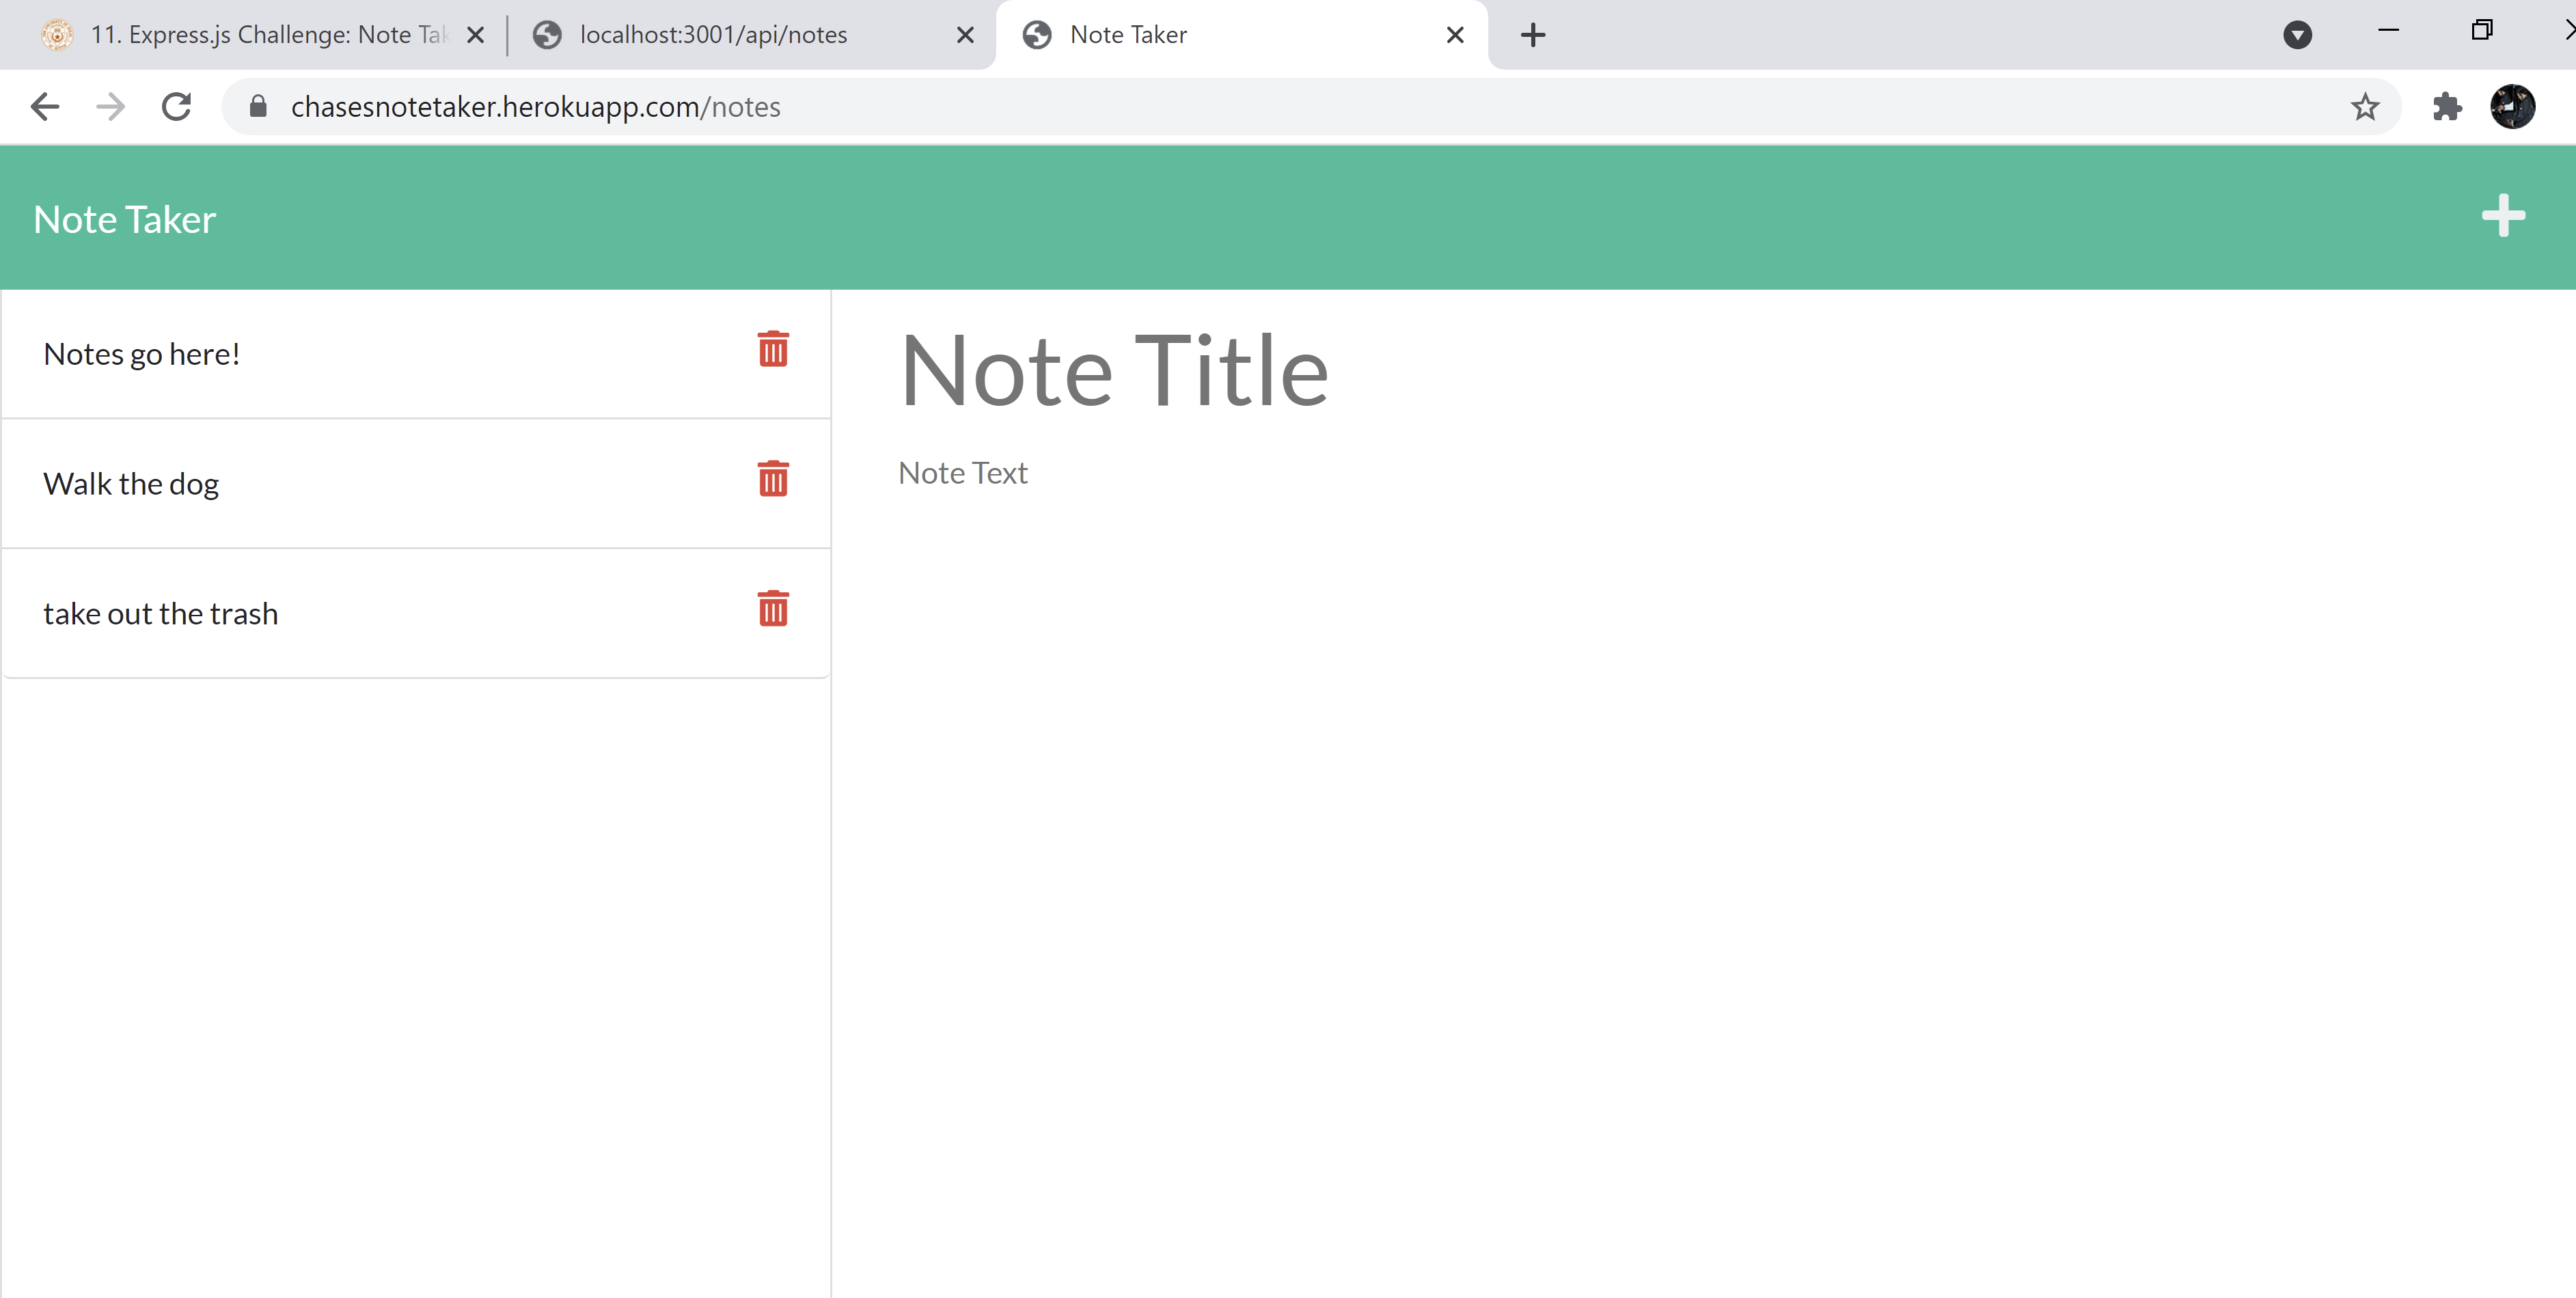 11. Express.js Challenge: Note Tak
localhost:3001/api/notes
Note Taker
chasesnotetaker.herokuapp.com/notes
Note Taker
Notes go here!
Walk the dog
take out the trash
Note Title
Note Text